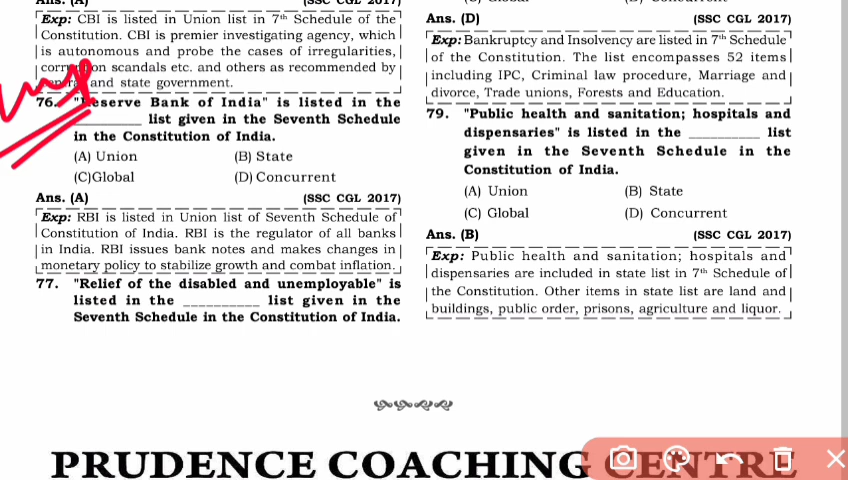 Exp: CBI is listed in Union list in 7th Schedule of the
Constitution. CBI is premier investigating agency, which
is autonomous and probe the cases of irregularities,
on scandals etc. and others as recommended by
and state government.
76. "Reserve Bank of India" is listed in the
__________ list given in the Seventh Schedule
in the Constitution of India.
(A) Union (B) State
(C)Global (D) Concurrent
Ans. (A) (SSC CGL 2017)
Exp: RBI is listed in Union list of Seventh Schedule of
Constitution of India. RBI is the regulator of all banks
in India. RBI issues bank notes and makes changes in
monetary policy to stabilize growth and combat inflation.
77. "Relief of the disabled and unemployable" is
listed in the __________ list given in the
Seventh Schedule in the Constitution of India.
Ans. (D) (SSC CGL 2017)
Exp: Bankruptcy and Insolvency are listed in 7th Schedule
of the Constitution. The list encompasses 52 items
including IPC, Criminal law procedure, Marriage and
divorce, Trade unions, Forests and Education.
79. "Public health and sanitation; hospitals and
dispensaries" is listed in the __________ list
given in the Seventh Schedule in the
Constitution of India.
(A) Union (B) State
(C) Global (D) Concurrent
Ans. (B) (SSC CGL 2017)
Exp: Public health and sanitation; hospitals and
dispensaries are included in state list in 7th Schedule of
the Constitution. Other items in state list are land and
buildings, public order, prisons, agriculture and liquor.
PRUDENCE COACHING CENTRE